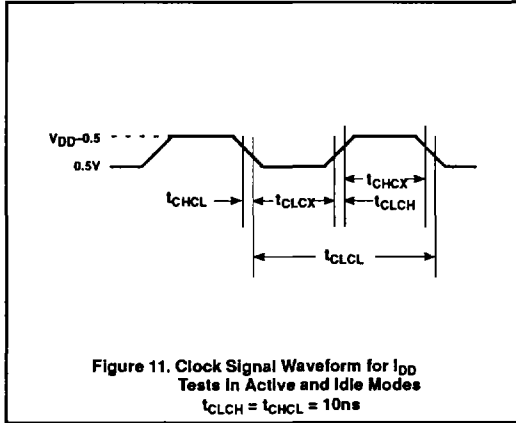 VDD–0.5
0.5V
tCHCL
tCLCX
tCHCX
tCLCH
tCLCL
Figure 11. Clock Signal Waveform for IDD
Tests in Active and Idle Modes
tCLCH = tCHCL = 10ns